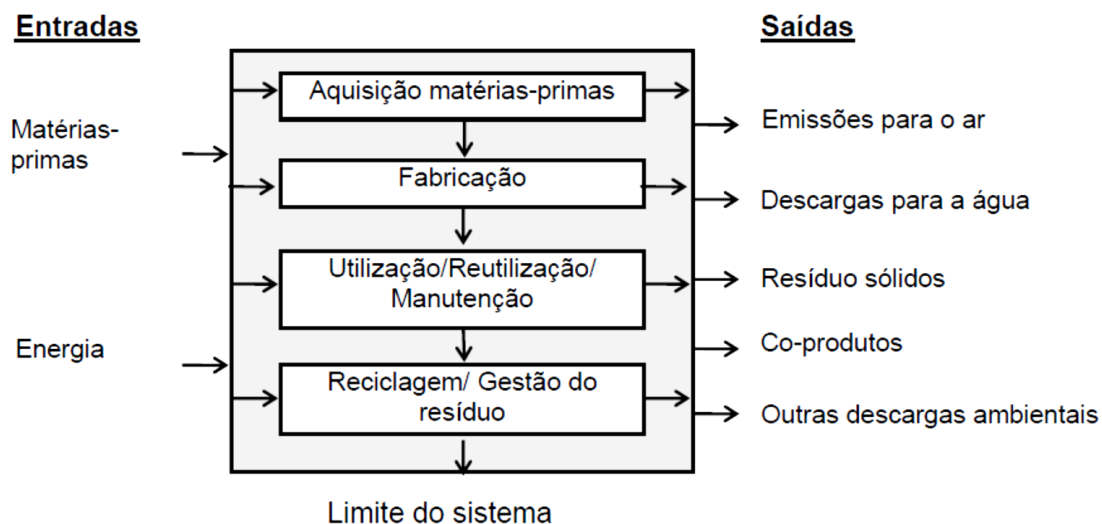 Entradas
Saídas
Aquisição matérias-primas
Matérias-
primas
Emissões para o ar
Fabricação
Descargas para a água
Utilização/Reutilização/
Manutenção
Resíduo sólidos
Energia
Co-produtos
Reciclagem/ Gestão do
resíduo
Outras descargas ambientais
Limite do sistema